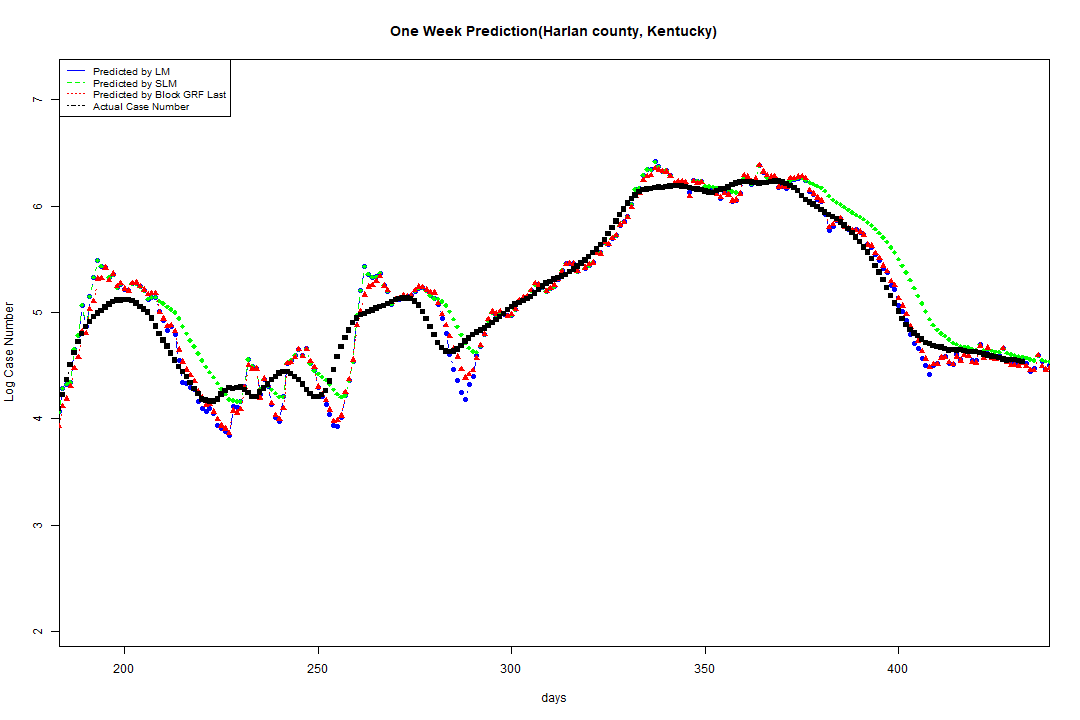 One Week Prediction(Harlan county, Kentucky)
Predicted by LM
Predicted by SLM
Predicted by Block GRF Last
Actual Case Number
7
6
5
4
3
2
Log Case Number
200 250 300 350 400
days